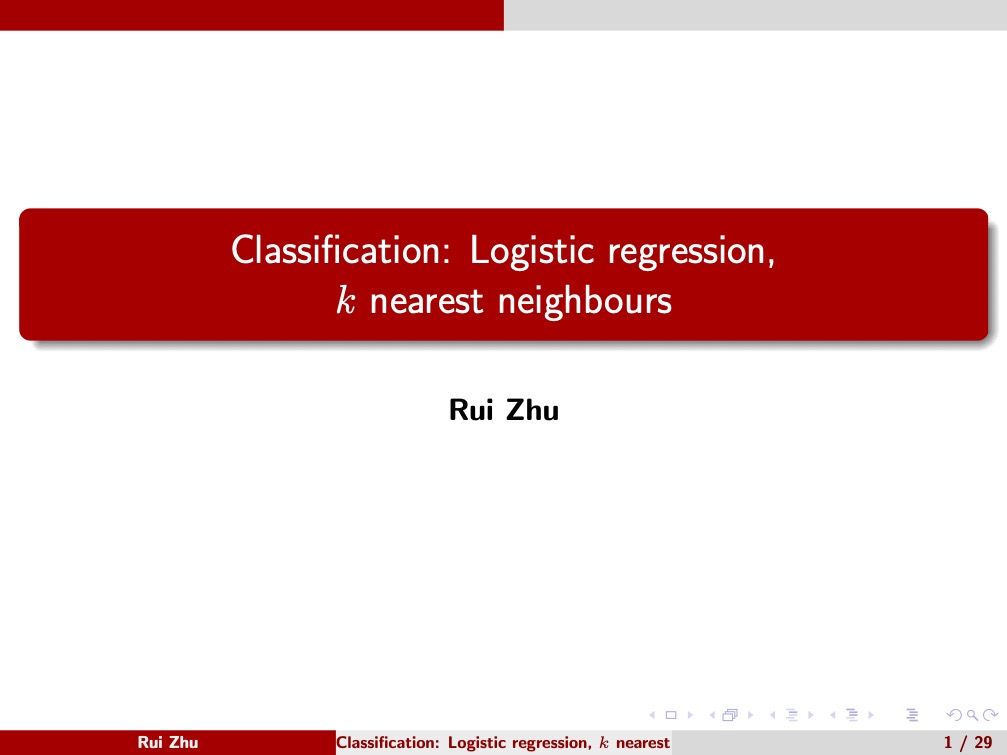 Classification: Logistic regression,
k nearest neighbours
Rui Zhu
Rui Zhu
Classification: Logistic regression, k nearest
1 / 29